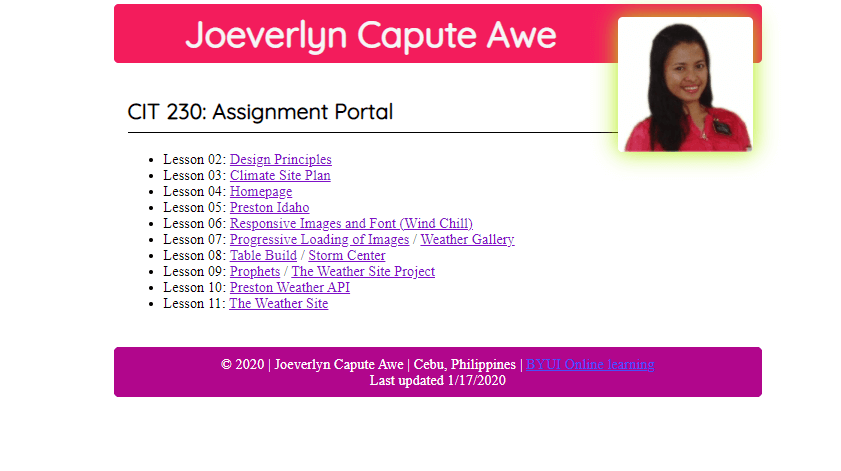 Joeverlyn Capute Awe
CIT 230: Assignment Portal
Lesson 02: Design Principles
Lesson 03: Climate Site Plan
Lesson 04: Homepage
Lesson 05: Preston Idaho
Lesson 06: Responsive Images and Font (Wind Chill)
Lesson 07: Progressive Loading of Images / Weather Gallery
Lesson 08: Table Build / Storm Center
Lesson 09: Prophets / The Weather Site Project
Lesson 10: Preston Weather API
Lesson 11: The Weather Site
© 2020 | Joeverlyn Capute Awe | Cebu, Philippines | BYUI Online learning
Last updated 1/17/2020